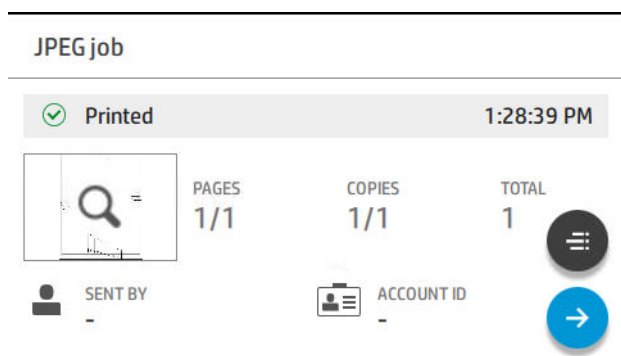 JPEG job
Printed 1:28:39 PM
PAGES COPIES TOTAL
1/1 1/1 1
SENT BY ACCOUNT ID
- -